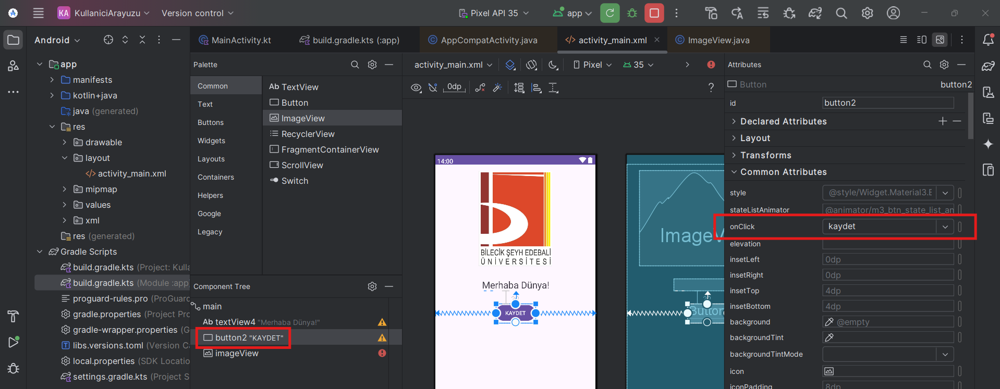 KA KullaniciArayuzu Version control Pixel API 35 app
Android
MainActivity.kt build.gradle.kts (:app) AppCompatActivity.java activity_main.xml ImageView.java
app
manifests
kotlin+java
java (generated)
res
drawable
layout
activity_main.xml
mipmap
values
xml
res (generated)
Gradle Scripts
build.gradle.kts (Project: Kulla
build.gradle.kts (Module :app
proguard-rules.pro (ProGuard
gradle.properties (Project Pro
gradle-wrapper.properties (G
libs.versions.toml (Version Ca
local.properties (SDK Locatio
settings.gradle.kts (Project S
Palette
Common
Text
Buttons
Widgets
Layouts
Containers
Helpers
Google
Legacy
Ab TextView
Button
ImageView
RecyclerView
FragmentContainerView
ScrollView
Switch
Component Tree
main
Ab textView4 "Merhaba Dünya!"
button2 "KAYDET"
imageView
activity_main.xml Pixel 35
0dp ?
14:00
BİLECİK ŞEYH EDEBALİ
ÜNİVERSİTESİ
Merhaba Dünya!
KAYDET
ImageV
Button
Attributes
Button button2
id button2
Declared Attributes
Layout
Transforms
Common Attributes
style @style/Widget.Material3.B
stateListAnimator @animator/m3_btn_state_list_an
onClick kaydet
elevation
insetLeft 0dp
insetRight 0dp
insetTop 4dp
insetBottom 4dp
background @empty
backgroundTint
backgroundTintMode
icon
iconPadding 8dp